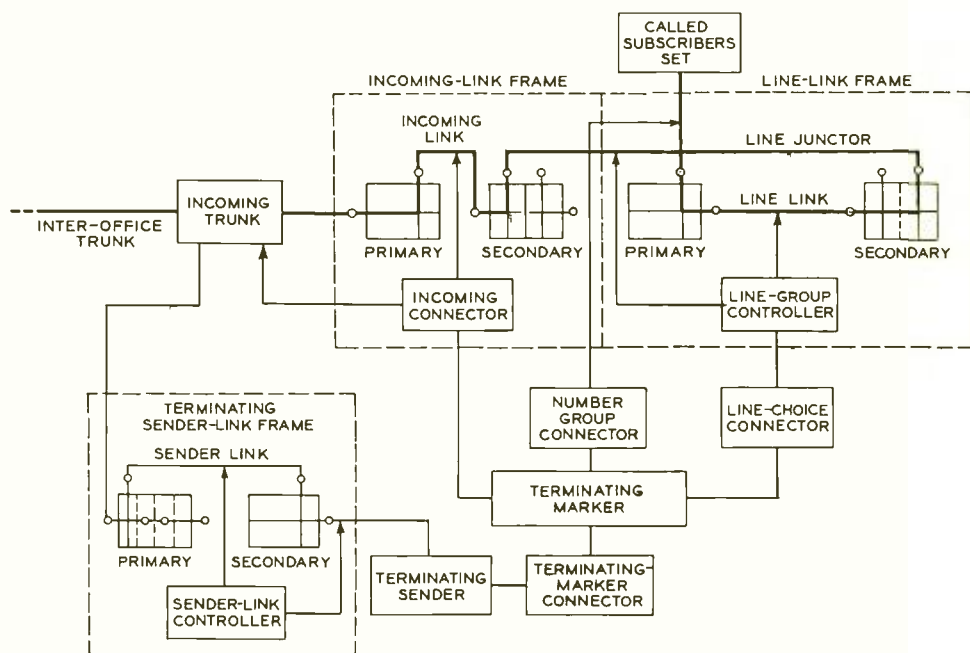 CALLED
SUBSCRIBERS
SET
INCOMING-LINK FRAME
LINE-LINK FRAME
INCOMING
LINK
LINE JUNCTOR
INCOMING
TRUNK
INTER-OFFICE
TRUNK
LINE LINK
PRIMARY
SECONDARY
PRIMARY
SECONDARY
INCOMING
CONNECTOR
LINE-GROUP
CONTROLLER
TERMINATING
SENDER-LINK FRAME
NUMBER
GROUP
CONNECTOR
LINE-CHOICE
CONNECTOR
SENDER LINK
TERMINATING
MARKER
PRIMARY
SECONDARY
TERMINATING
SENDER
TERMINATING-
MARKER
CONNECTOR
SENDER-LINK
CONTROLLER